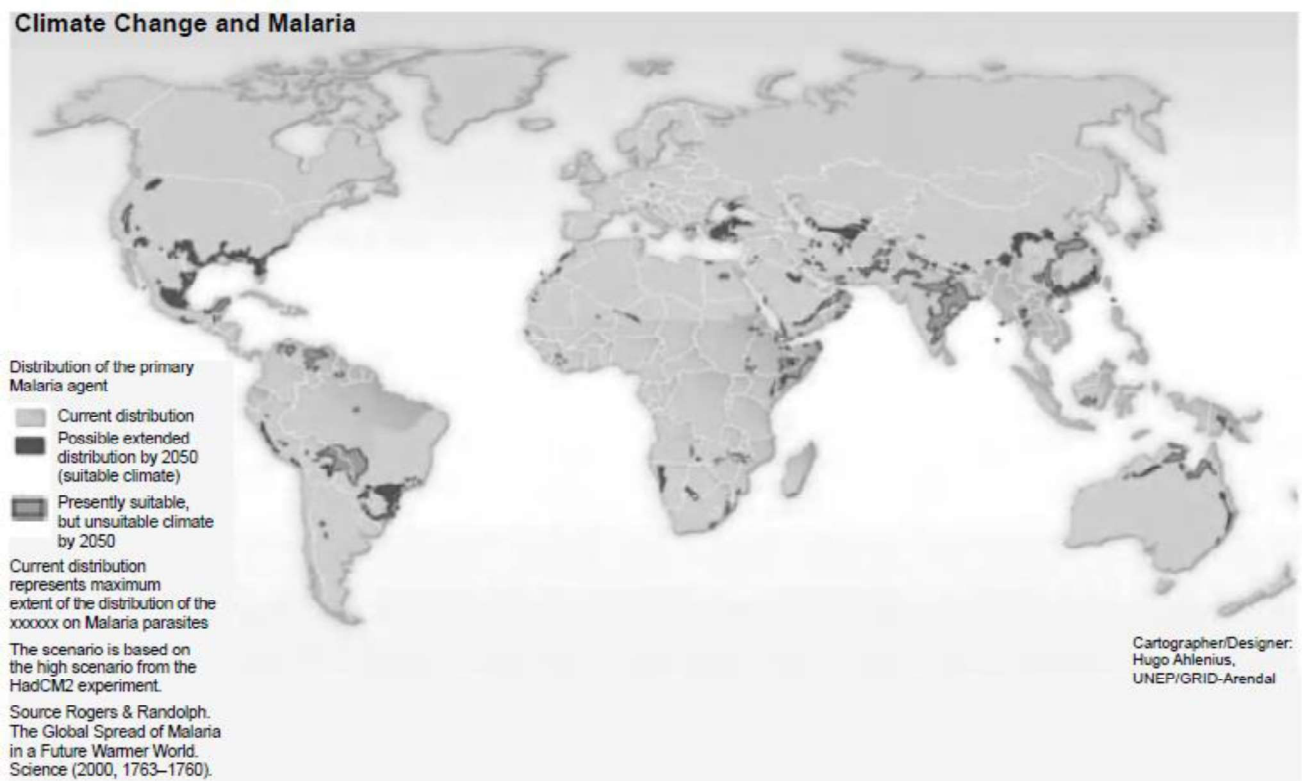 Climate Change and Malaria
Distribution of the primary
Malaria agent
Current distribution
Possible extended
distribution by 2050
(suitable climate)
Presently suitable,
but unsuitable climate
by 2050
Current distribution
represents maximum
extent of the distribution of the
xxxxxx on Malaria parasites
The scenario is based on
the high scenario from the
HadCM2 experiment.
Source Rogers & Randolph.
The Global Spread of Malaria
in a Future Warmer World.
Science (2000, 1763–1760).
Cartographer/Designer:
Hugo Ahlenius,
UNEP/GRID-Arendal